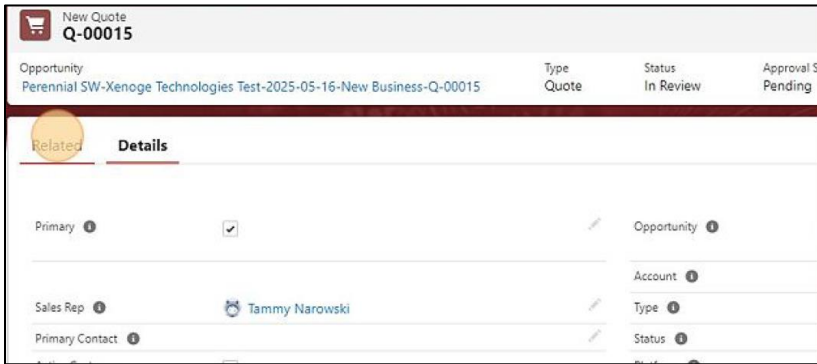 New Quote
Q-00015
Opportunity Type Status Approval S
Perennial SW-Xenoge Technologies Test-2025-05-16-New Business-Q-00015 Quote In Review Pending
Related Details
Primary Opportunity
Account
Sales Rep Tammy Narowski Type
Primary Contact Status